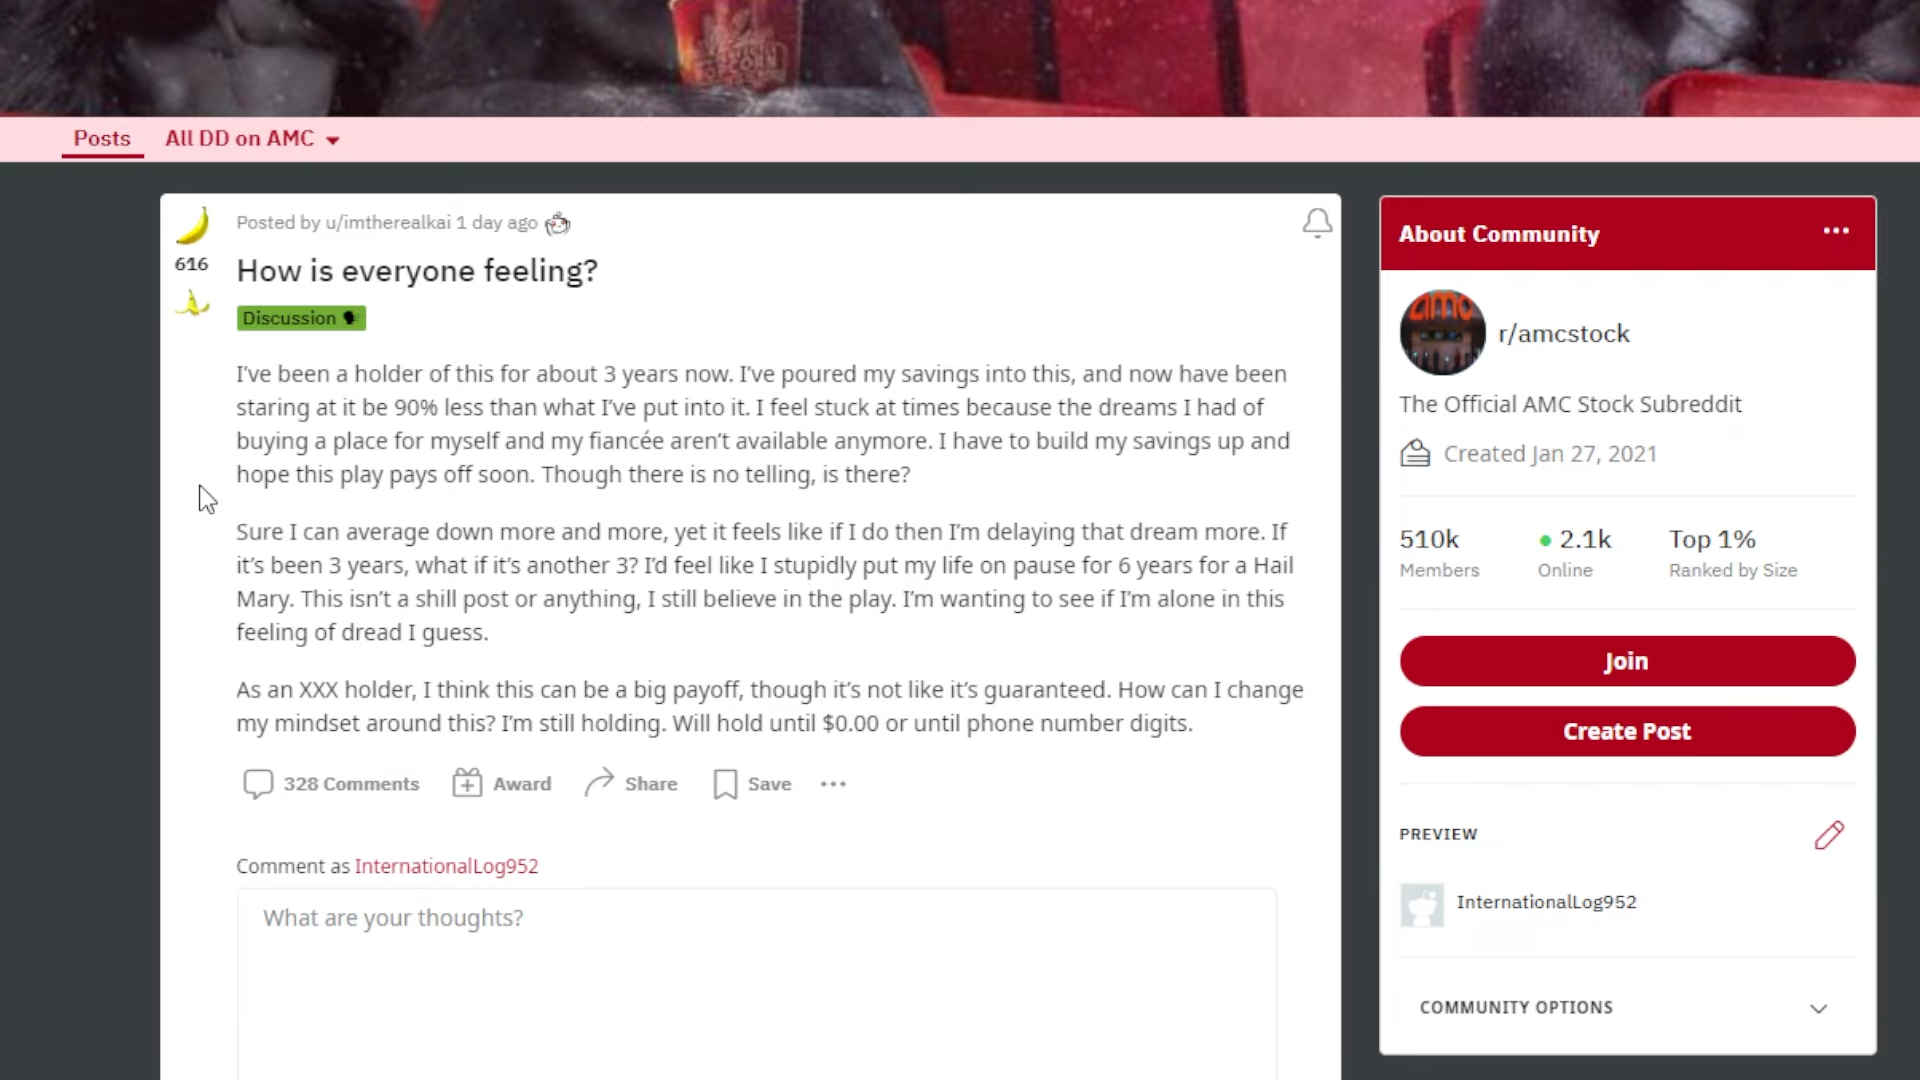 Posts
All DD on AMC
Posted by u/imtherealkai 1 day ago
616
How is everyone feeling?
Discussion
I’ve been a holder of this for about 3 years now. I’ve poured my savings into this, and now have been
staring at it be 90% less than what I’ve put into it. I feel stuck at times because the dreams I had of
buying a place for myself and my fiancée aren’t available anymore. I have to build my savings up and
hope this play pays off soon. Though there is no telling, is there?
Sure I can average down more and more, yet it feels like if I do then I’m delaying that dream more. If
it’s been 3 years, what if it’s another 3? I’d feel like I stupidly put my life on pause for 6 years for a Hail
Mary. This isn’t a shill post or anything, I still believe in the play. I’m wanting to see if I’m alone in this
feeling of dread I guess.
As an XXX holder, I think this can be a big payoff, though it’s not like it’s guaranteed. How can I change
my mindset around this? I’m still holding. Will hold until $0.00 or until phone number digits.
328 Comments
Award
Share
Save
Comment as InternationalLog952
What are your thoughts?
About Community
amc
r/amcstock
The Official AMC Stock Subreddit
Created Jan 27, 2021
510k
2.1k
Top 1%
Members
Online
Ranked by Size
Join
Create Post
PREVIEW
InternationalLog952
COMMUNITY OPTIONS